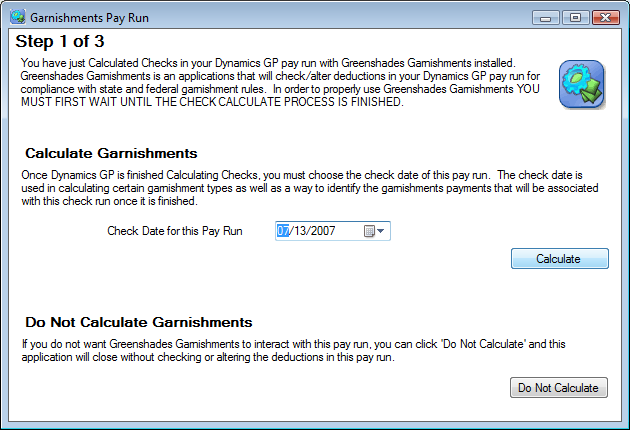 Garnishments Pay Run
Step 1 of 3
You have just Calculated Checks in your Dynamics GP pay run with Greenshades Garnishments installed.
Greenshades Garnishments is an applications that will check/alter deductions in your Dynamics GP pay run for
compliance with state and federal garnishment rules.  In order to properly use Greenshades Garnishments YOU
MUST FIRST WAIT UNTIL THE CHECK CALCULATE PROCESS IS FINISHED.
Calculate Garnishments
Once Dynamics GP is finished Calculating Checks, you must choose the check date of this pay run.  The check date is
used in calculating certain garnishment types as well as a way to identify the garnishments payments that will be associated
with this check run once it is finished.
Check Date for this Pay Run 07/13/2007
Calculate
Do Not Calculate Garnishments
If you do not want Greenshades Garnishments to interact with this pay run, you can click 'Do Not Calculate' and this
application will close without checking or altering the deductions in this pay run.
Do Not Calculate